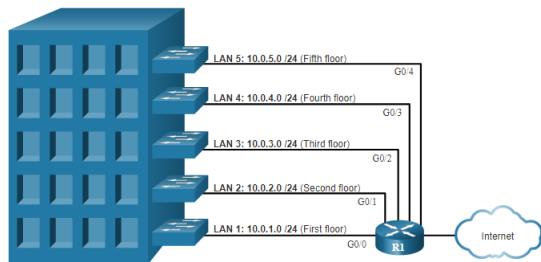 LAN 5: 10.0.5.0 /24 (Fifth floor)
G0/4
LAN 4: 10.0.4.0 /24 (Fourth floor)
G0/3
LAN 3: 10.0.3.0 /24 (Third floor)
G0/2
LAN 2: 10.0.2.0 /24 (Second floor)
G0/1
LAN 1: 10.0.1.0 /24 (First floor)
G0/0
R1
Internet